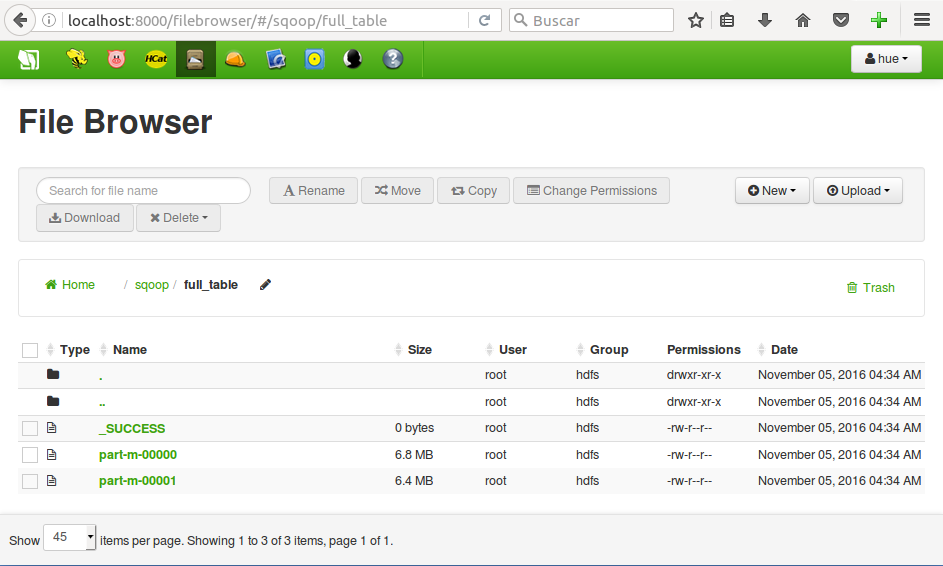 localhost:8000/filebrowser/#/sqoop/full_table
Buscar
HCat
hue
File Browser
Search for file name
Rename
Move
Copy
Change Permissions
New
Upload
Download
Delete
Home / sqoop / full_table
Trash
Type Name Size User Group Permissions Date
. root hdfs drwxr-xr-x November 05, 2016 04:34 AM
.. root hdfs drwxr-xr-x November 05, 2016 04:34 AM
_SUCCESS 0 bytes root hdfs -rw-r--r-- November 05, 2016 04:34 AM
part-m-00000 6.8 MB root hdfs -rw-r--r-- November 05, 2016 04:34 AM
part-m-00001 6.4 MB root hdfs -rw-r--r-- November 05, 2016 04:34 AM
Show 45 items per page. Showing 1 to 3 of 3 items, page 1 of 1.